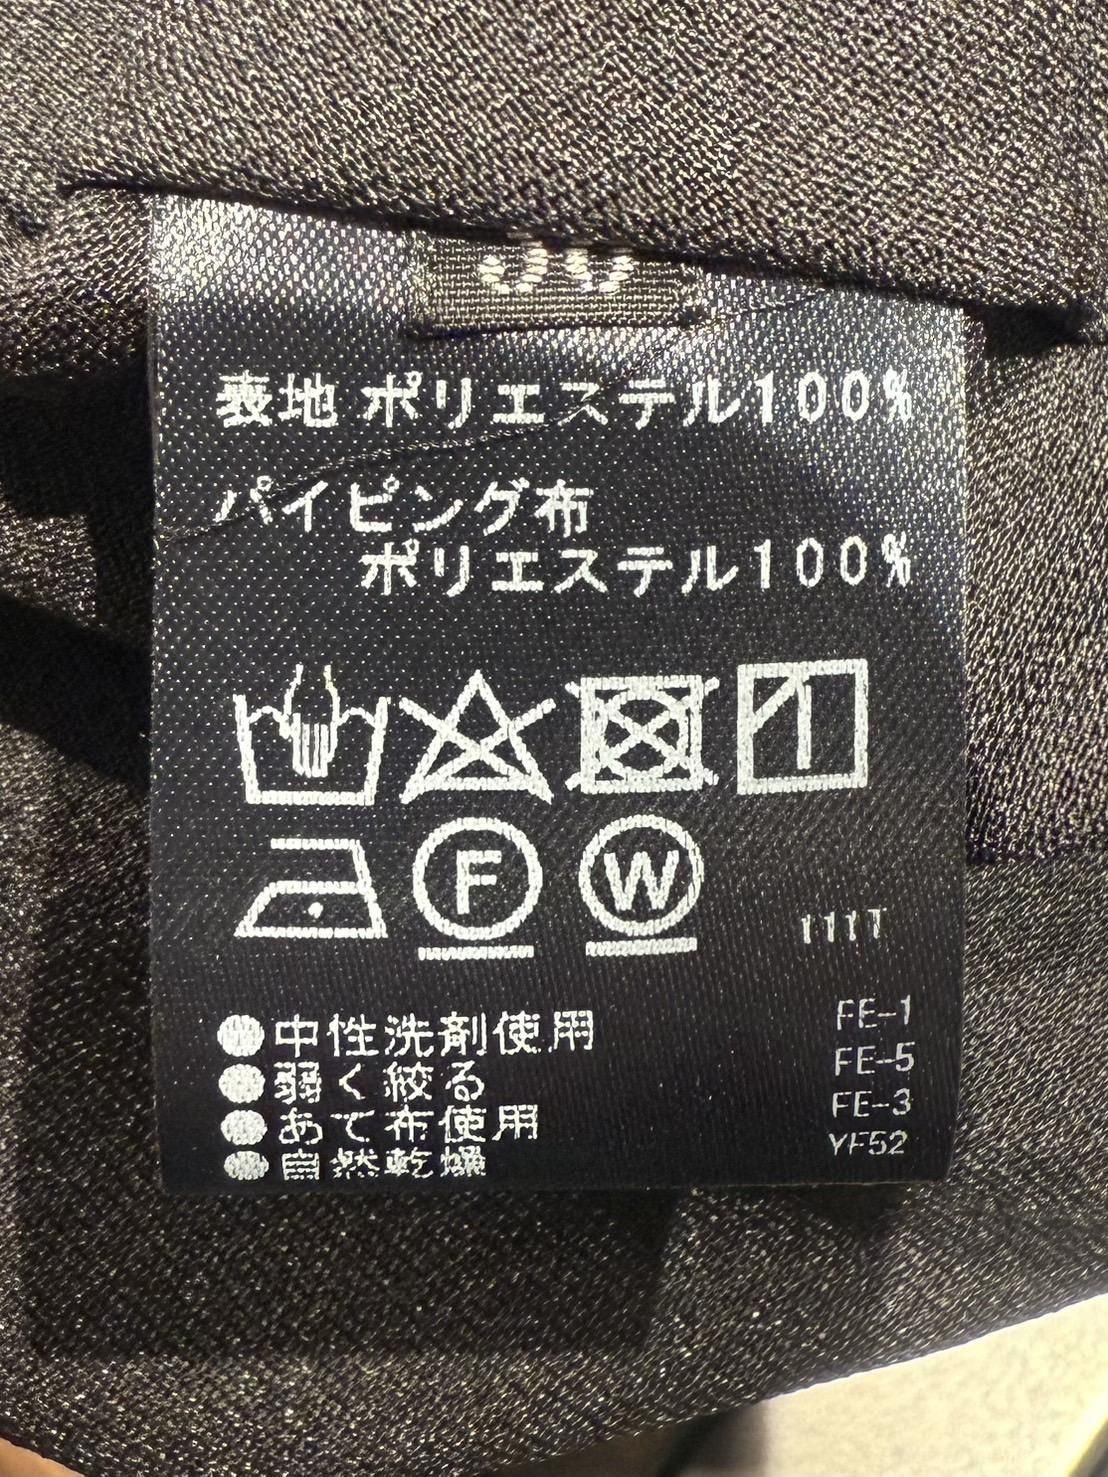 表地 ポリエステル100%
パイピング布
ポリエステル100%
F
W
111T
●中性洗剤使用
●弱く絞る
●あて布使用
●自然乾燥
FE-1
FE-5
FE-3
YF52